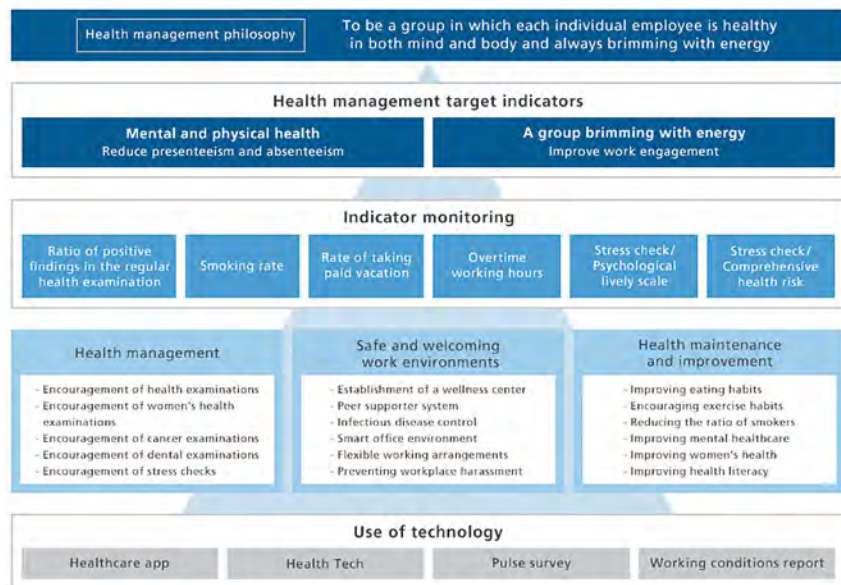 Health management philosophy
To be a group in which each individual employee is healthy
in both mind and body and always brimming with energy
Health management target indicators
Mental and physical health
Reduce presenteeism and absenteeism
A group brimming with energy
Improve work engagement
Indicator monitoring
Ratio of positive
findings in the regular
health examination
Smoking rate
Rate of taking
paid vacation
Overtime
working hours
Stress check/
Psychological
lively scale
Stress check/
Comprehensive
health risk
Health management
- Encouragement of health examinations
- Encouragement of women's health
examinations
- Encouragement of cancer examinations
- Encouragement of dental examinations
- Encouragement of stress checks
Safe and welcoming
work environments
- Establishment of a wellness center
- Peer supporter system
- Infectious disease control
- Smart office environment
- Flexible working arrangements
- Preventing workplace harassment
Health maintenance
and improvement
- Improving eating habits
- Encouraging exercise habits
- Reducing the ratio of smokers
- Improving mental healthcare
- Improving women's health
- Improving health literacy
Use of technology
Healthcare app
Health Tech
Pulse survey
Working conditions report